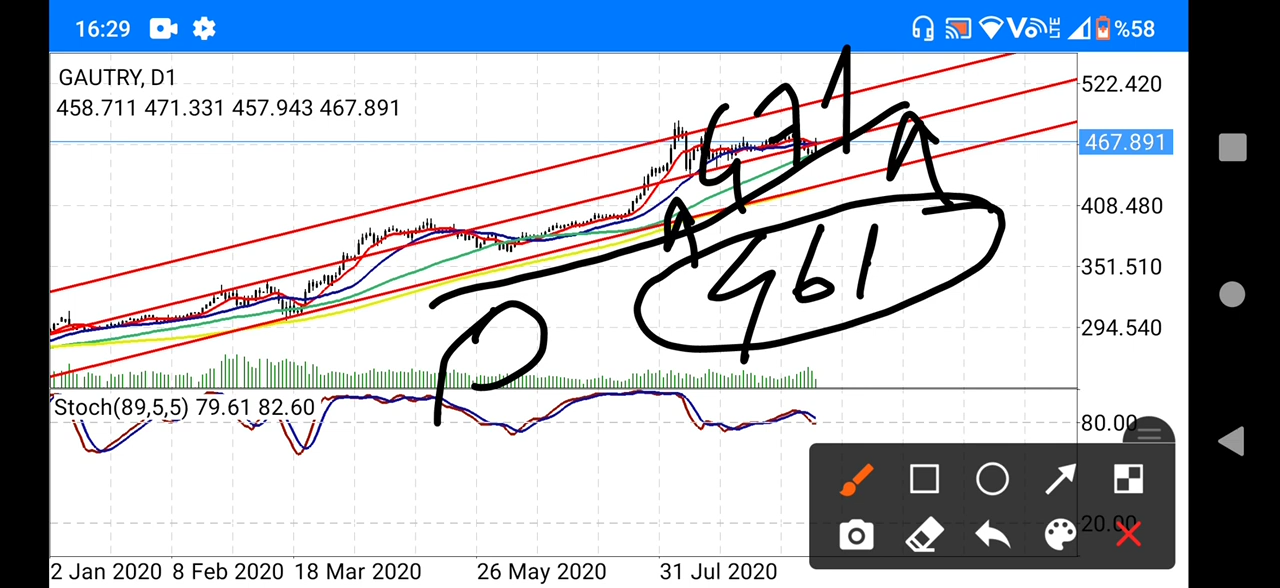 16:29 Vo LTE %58
GAUTRY, D1
458.711 471.331 457.943 467.891
522.420
467.891
408.480
351.510
294.540
461
P
Stoch(89,5,5) 79.61 82.60
80.00
20.00
2 Jan 2020 8 Feb 2020 18 Mar 2020 26 May 2020 31 Jul 2020